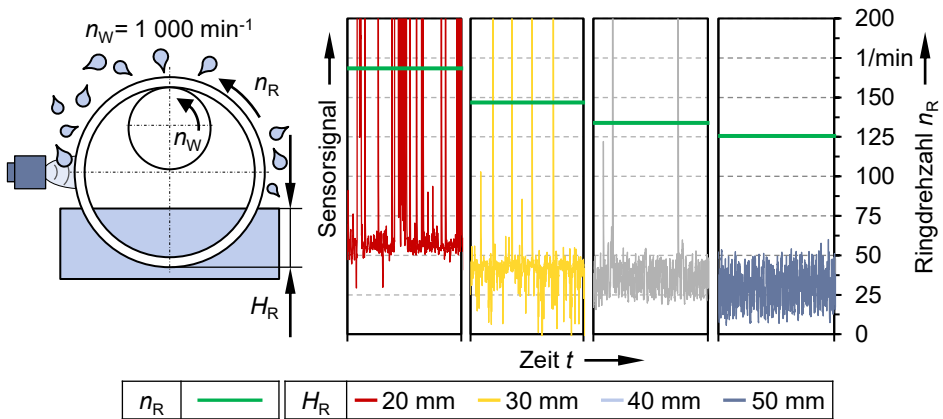 n_W = 1 000 min⁻¹
n_R
n_W
H_R
Sensorsignal
Zeit t
200
1/min
150
125
100
75
50
25
0
Ringdrehzahl n_R
n_R
H_R 20 mm 30 mm 40 mm 50 mm